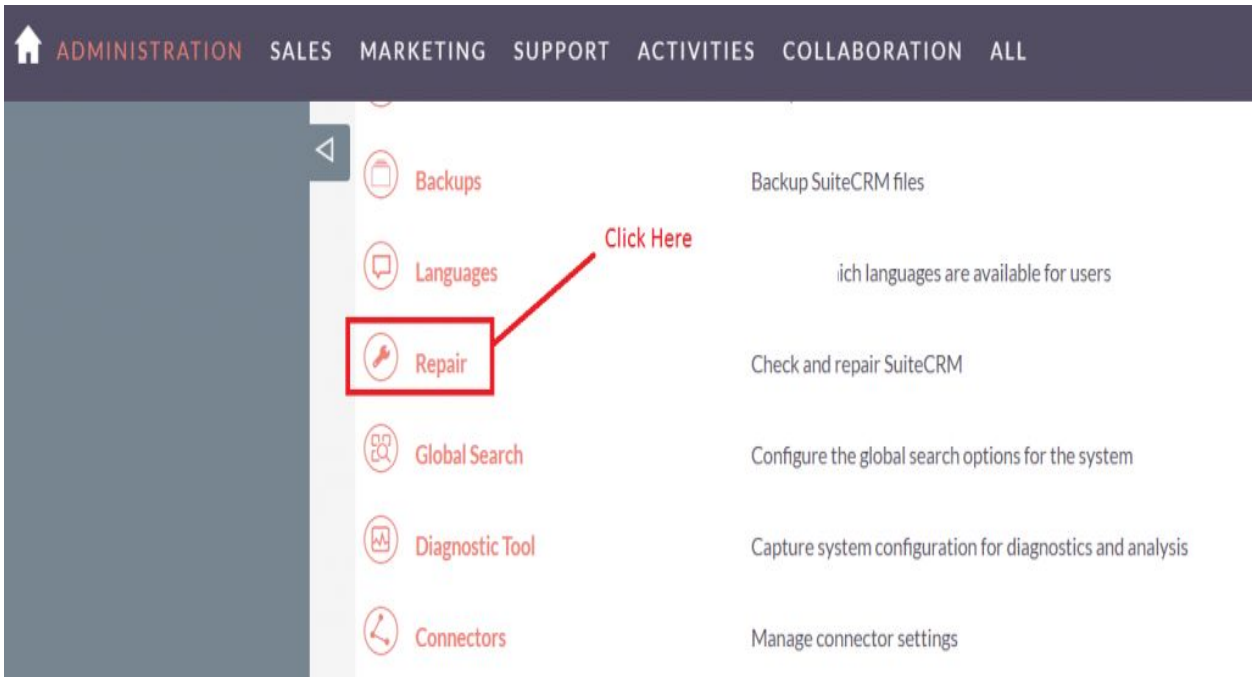 ADMINISTRATION SALES MARKETING SUPPORT ACTIVITIES COLLABORATION ALL
Backups Backup SuiteCRM files
Click Here
Languages languages are available for users
Repair Check and repair SuiteCRM
Global Search Configure the global search options for the system
Diagnostic Tool Capture system configuration for diagnostics and analysis
Connectors Manage connector settings